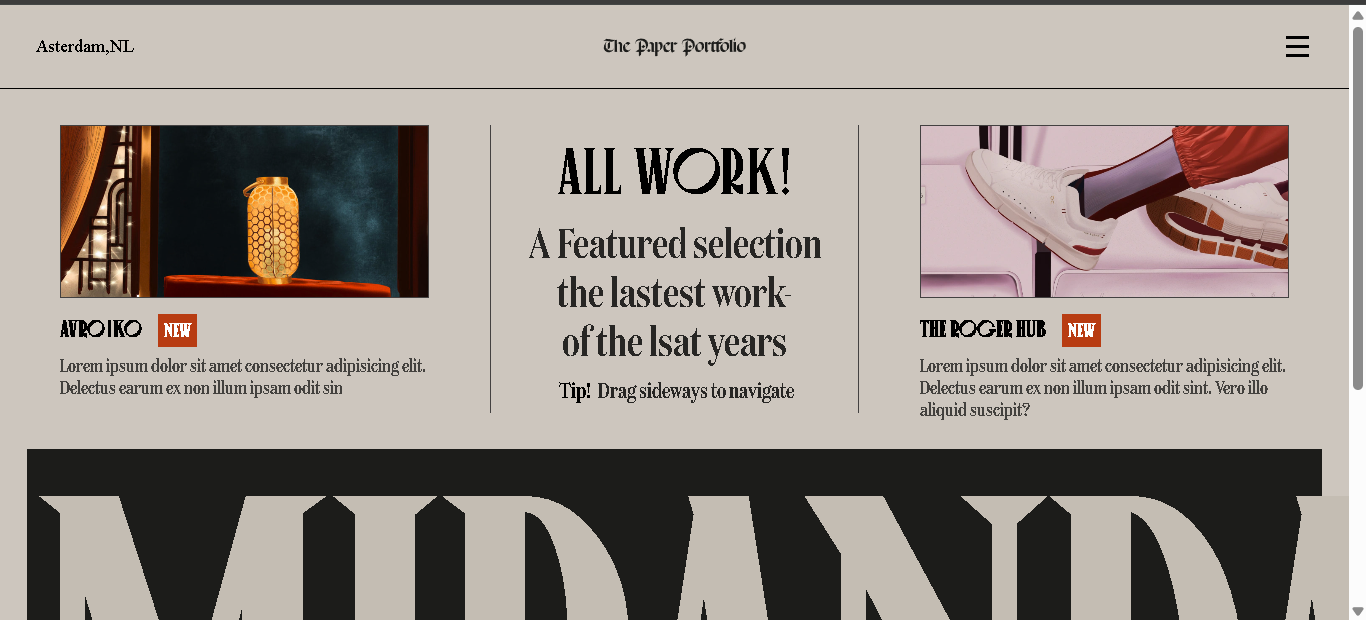 Asterdam,NL
The Paper Portfolio
AVROIKO NEW
Lorem ipsum dolor sit amet consectetur adipisicing elit.
Delectus earum ex non illum ipsam odit sin
ALL WORK!
A Featured selection
the lastest work-
of the lsat years
Tip! Drag sideways to navigate
THE ROGER HUB NEW
Lorem ipsum dolor sit amet consectetur adipisicing elit.
Delectus earum ex non illum ipsam odit sint. Vero illo
aliquid suscipit?
MIRANDA